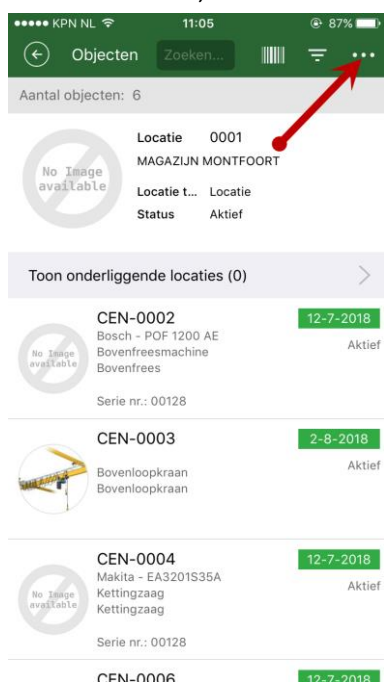 KPN NL 11:05 87%
Objecten Zoeken...
Aantal objecten: 6
No Image
available
Locatie 0001
MAGAZIJN MONTFOORT
Locatie t... Locatie
Status Aktief
Toon onderliggende locaties (0)
CEN-0002 12-7-2018
Bosch - POF 1200 AE Aktief
No Image
available
Bovenfreesmachine
Bovenfrees
Serie nr.: 00128
CEN-0003 2-8-2018
Aktief
Bovenloopkraan
Bovenloopkraan
CEN-0004 12-7-2018
Makita - EA3201S35A Aktief
No Image
available
Kettingzaag
Kettingzaag
Serie nr.: 00128
CEN-0006 12-7-2018